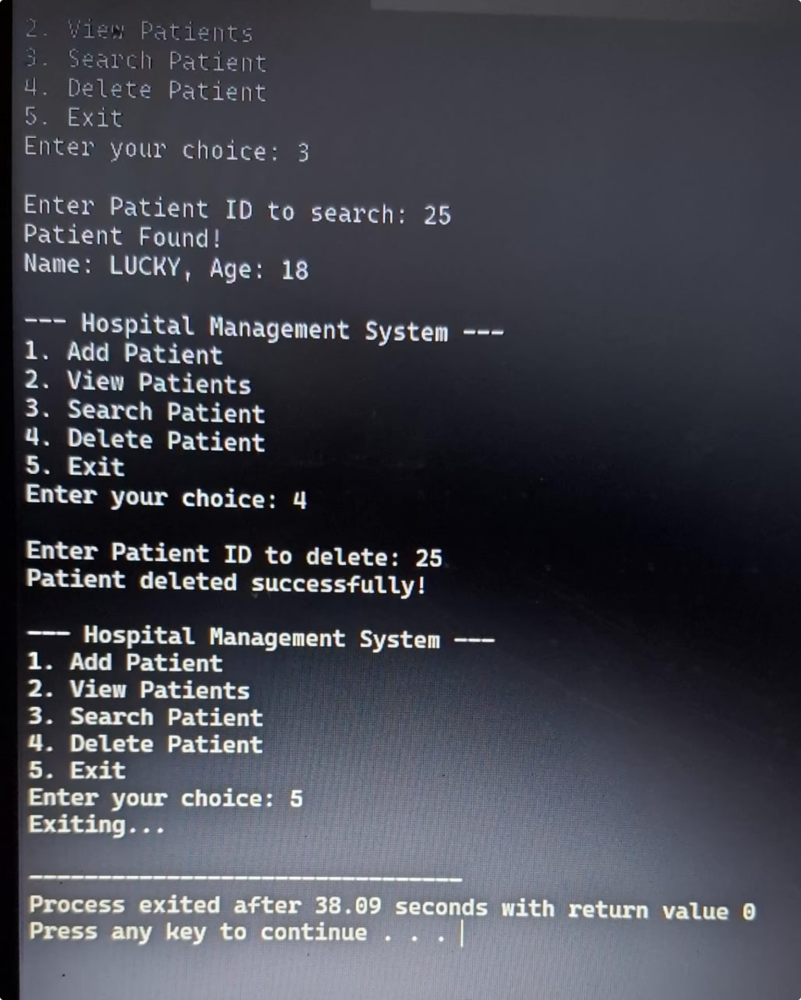 2. View Patients
3. Search Patient
4. Delete Patient
5. Exit
Enter your choice: 3

Enter Patient ID to search: 25
Patient Found!
Name: LUCKY, Age: 18

--- Hospital Management System ---
1. Add Patient
2. View Patients
3. Search Patient
4. Delete Patient
5. Exit
Enter your choice: 4

Enter Patient ID to delete: 25
Patient deleted successfully!

--- Hospital Management System ---
1. Add Patient
2. View Patients
3. Search Patient
4. Delete Patient
5. Exit
Enter your choice: 5
Exiting...

--------------------------------
Process exited after 38.09 seconds with return value 0
Press any key to continue . . .